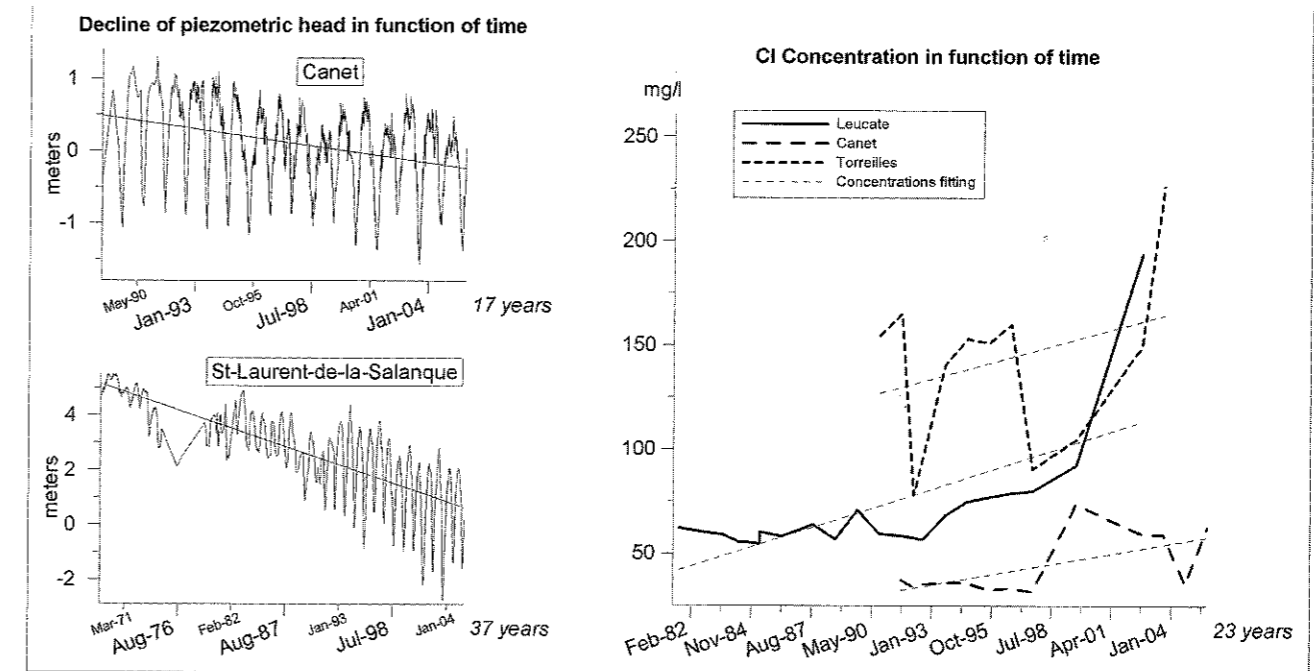 Decline of piezometric head in function of time
Canet
1
0
-1
meters
May-90
Jan-93
Oct-95
Jul-98
Apr-01
Jan-04
17 years
St-Laurent-de-la-Salanque
4
2
0
-2
meters
Mar-71
Aug-76
Feb-82
Aug-87
Jan-93
Jul-98
Jan-04
37 years
Cl Concentration in function of time
mg/l
Leucate
Canet
Torreilles
Concentrations fitting
250
200
150
100
50
Feb-82
Nov-84
Aug-87
May-90
Jan-93
Oct-95
Jul-98
Apr-01
Jan-04
23 years